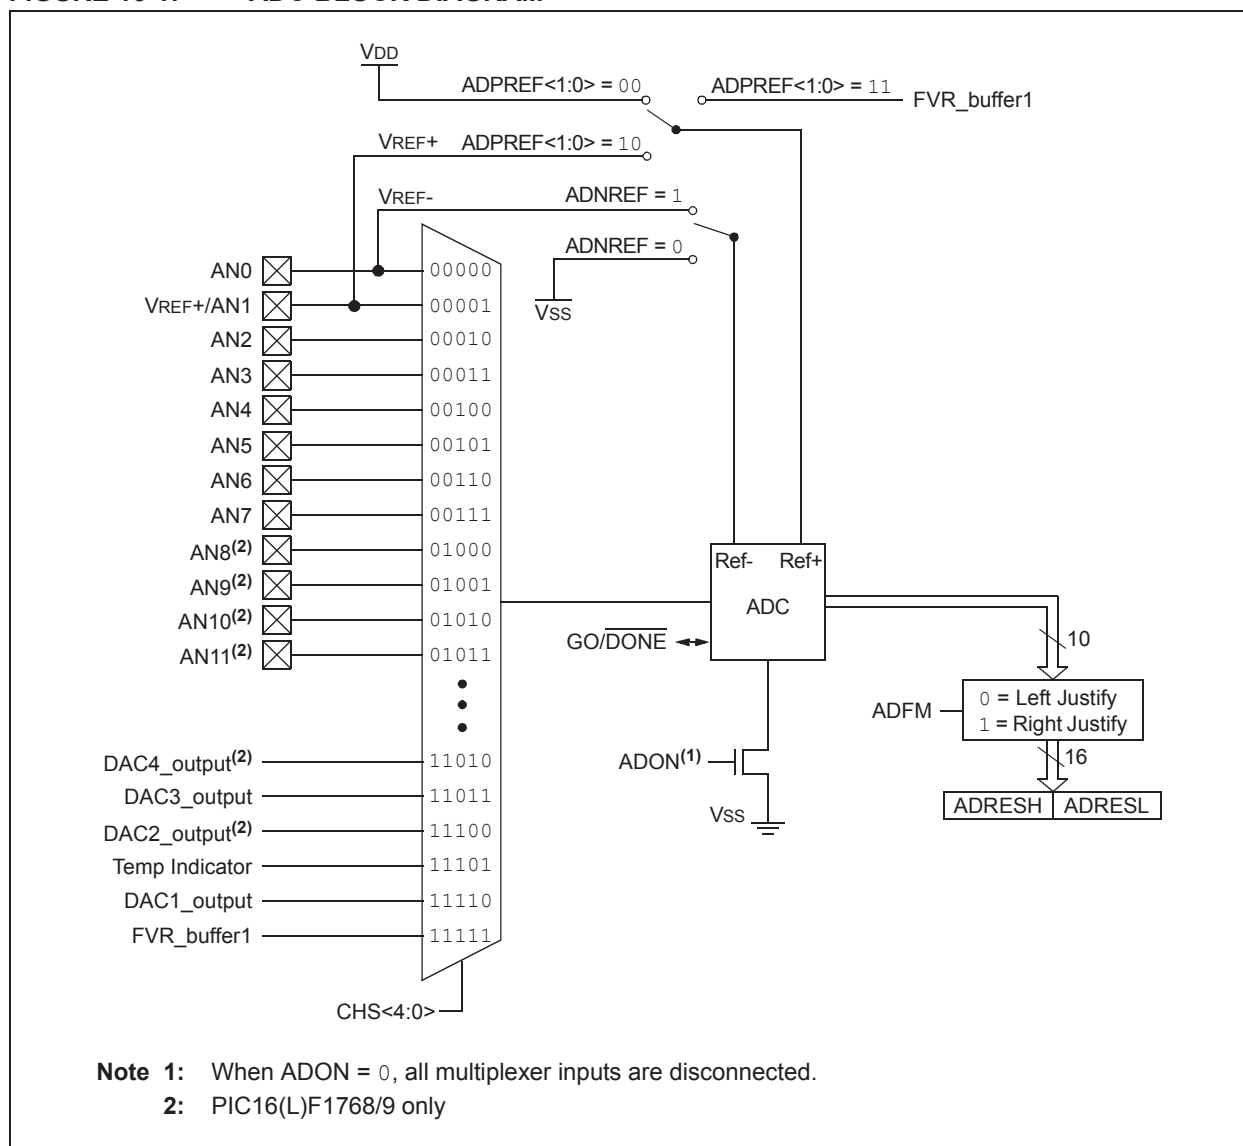 VDD
ADPREF<1:0> = 00
ADPREF<1:0> = 11
FVR_buffer1
VREF+
ADPREF<1:0> = 10
VREF-
ADNREF = 1
ADNREF = 0
VSS
AN0
00000
VREF+/AN1
00001
AN2
00010
AN3
00011
AN4
00100
AN5
00101
AN6
00110
AN7
00111
AN8(2)
01000
AN9(2)
01001
AN10(2)
01010
AN11(2)
01011
Ref- Ref+
ADC
GO/DONE
10
ADFM
0 = Left Justify
1 = Right Justify
16
ADRESH ADRESL
ADON(1)
VSS
DAC4_output(2)
11010
DAC3_output
11011
DAC2_output(2)
11100
Temp Indicator
11101
DAC1_output
11110
FVR_buffer1
11111
CHS<4:0>
Note 1: When ADON = 0, all multiplexer inputs are disconnected.
2: PIC16(L)F1768/9 only